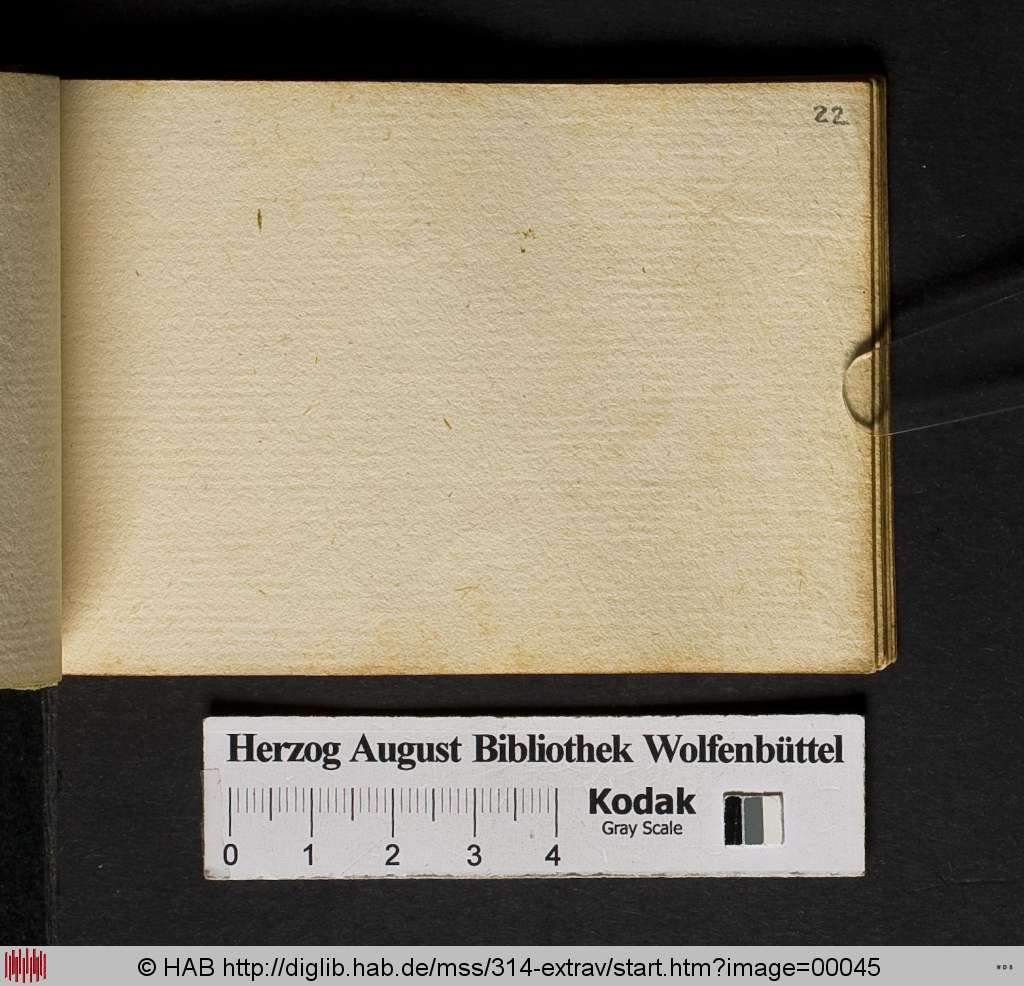 22
Herzog August Bibliothek Wolfenbüttel
Kodak
Gray Scale
0 1 2 3 4
© HAB http://diglib.hab.de/mss/314-extrav/start.htm?image=00045
WDB